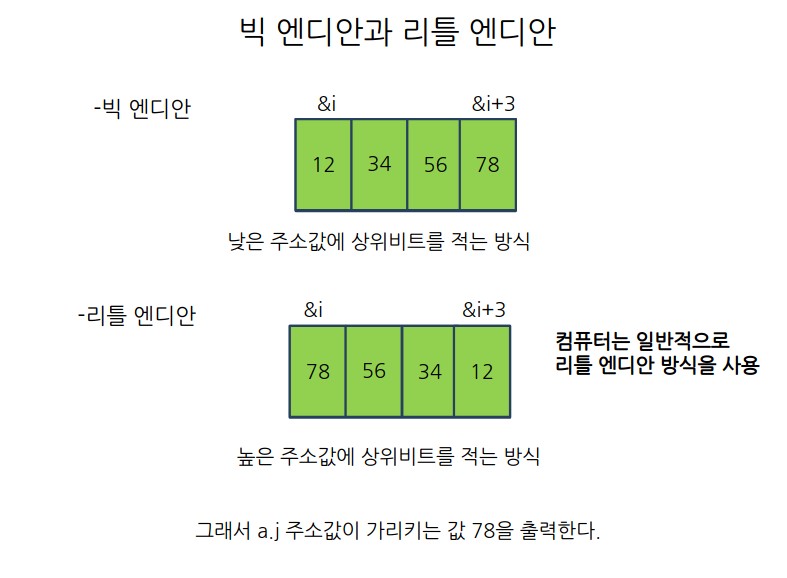 빅 엔디안과 리틀 엔디안
-빅 엔디안
&i &i+3
12 34 56 78
낮은 주소값에 상위비트를 적는 방식
-리틀 엔디안
&i &i+3
78 56 34 12
컴퓨터는 일반적으로
리틀 엔디안 방식을 사용
높은 주소값에 상위비트를 적는 방식
그래서 a.j 주소값이 가리키는 값 78을 출력한다.